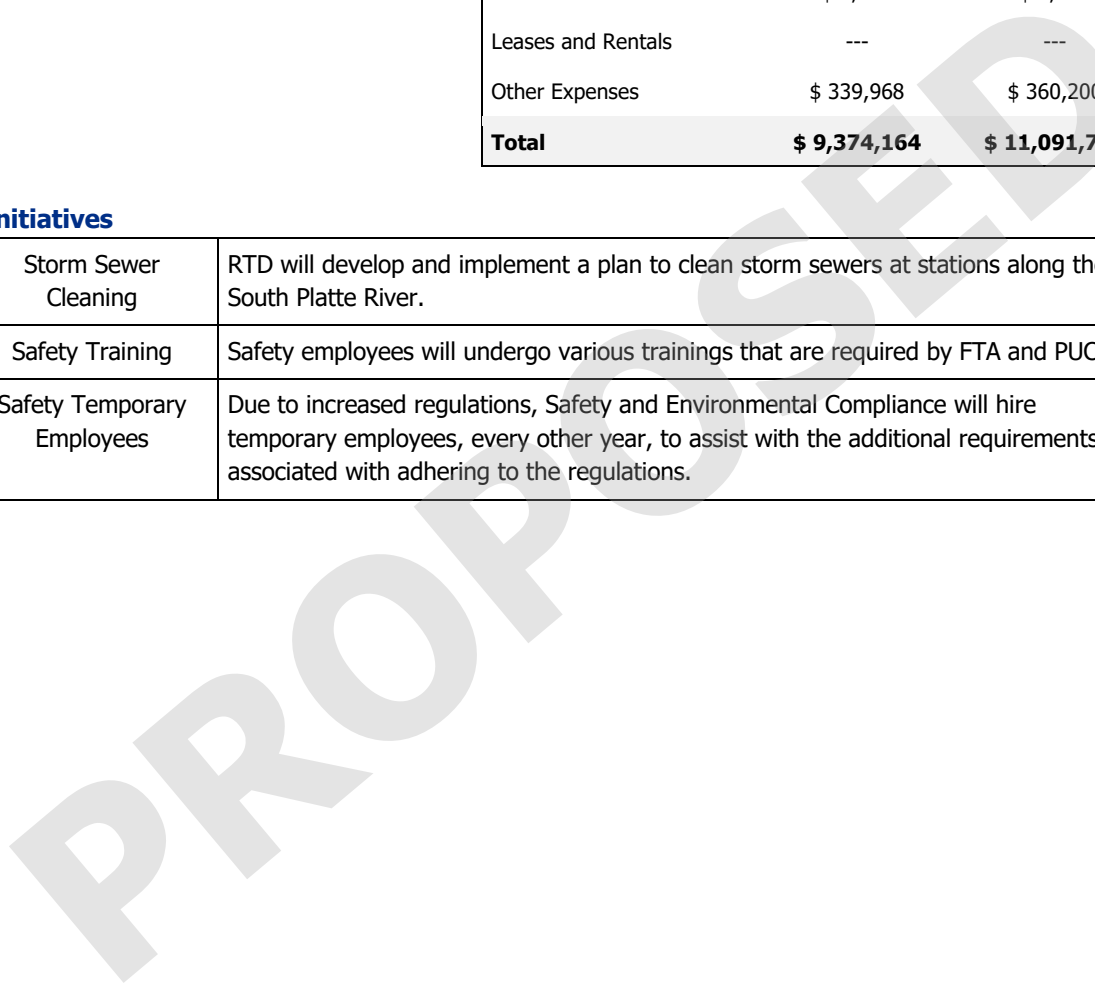 Leases and Rentals --- ---
Other Expenses $ 339,968 $ 360,200
Total $ 9,374,164 $ 11,091,7
nitiatives
Storm Sewer
Cleaning
RTD will develop and implement a plan to clean storm sewers at stations along the
South Platte River.
Safety Training
Safety employees will undergo various trainings that are required by FTA and PUC
Safety Temporary
Employees
Due to increased regulations, Safety and Environmental Compliance will hire
temporary employees, every other year, to assist with the additional requirements
associated with adhering to the regulations.
PROPOSED